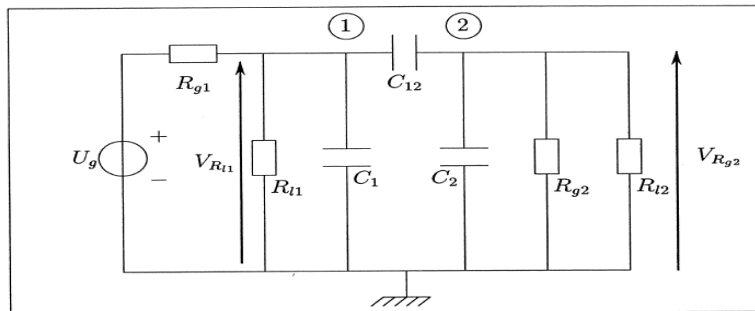 1 2
R_{g1}
C_{12}
U_g + −
V_{R_{l1}}
R_{l1}
C_1
C_2
R_{g2}
R_{l2}
V_{R_{g2}}